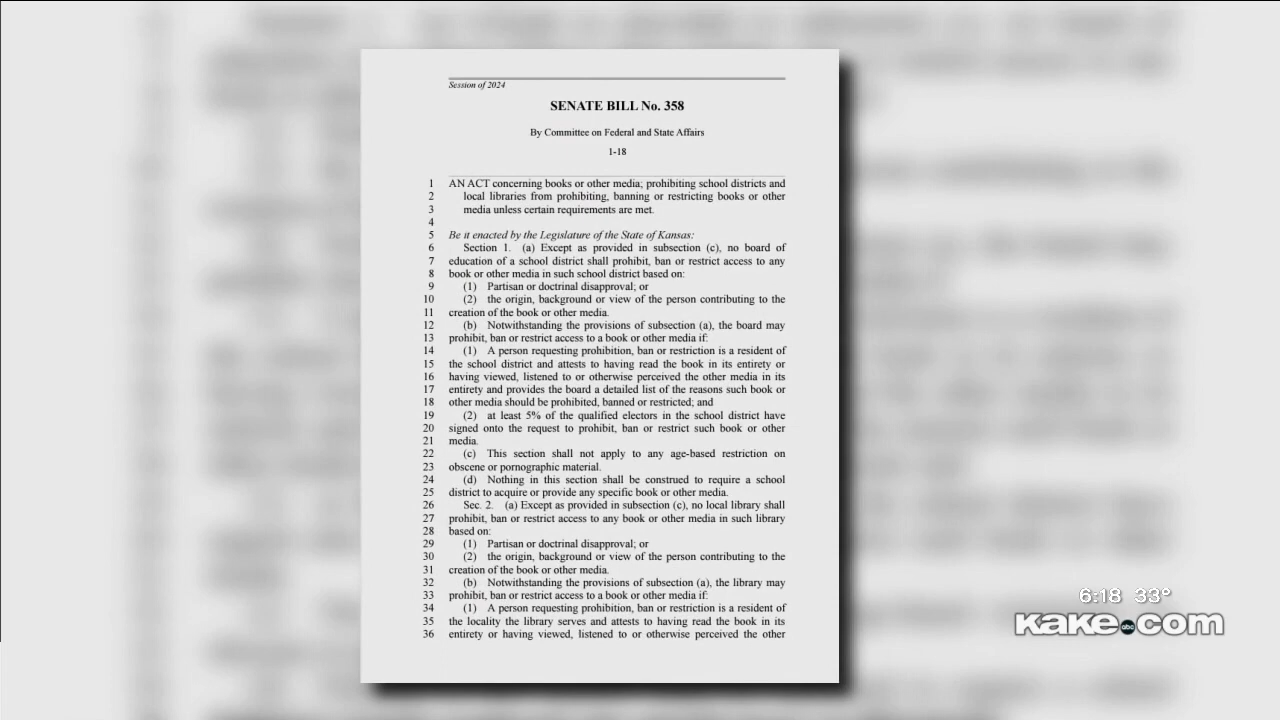 Session of 2024
SENATE BILL No. 358
By Committee on Federal and State Affairs
1-18
1 AN ACT concerning books or other media; prohibiting school districts and
2 local libraries from prohibiting, banning or restricting books or other
3 media unless certain requirements are met.
4
5 Be it enacted by the Legislature of the State of Kansas:
6 Section 1. (a) Except as provided in subsection (c), no board of
7 education of a school district shall prohibit, ban or restrict access to any
8 book or other media in such school district based on:
9 (1) Partisan or doctrinal disapproval; or
10 (2) the origin, background or view of the person contributing to the
11 creation of the book or other media.
12 (b) Notwithstanding the provisions of subsection (a), the board may
13 prohibit, ban or restrict access to a book or other media if:
14 (1) A person requesting prohibition, ban or restriction is a resident of
15 the school district and attests to having read the book in its entirety or
16 having viewed, listened to or otherwise perceived the other media in its
17 entirety and provides the board a detailed list of the reasons such book or
18 other media should be prohibited, banned or restricted; and
19 (2) at least 5% of the qualified electors in the school district have
20 signed onto the request to prohibit, ban or restrict such book or other
21 media.
22 (c) This section shall not apply to any age-based restriction on
23 obscene or pornographic material.
24 (d) Nothing in this section shall be construed to require a school
25 district to acquire or provide any specific book or other media.
26 Sec. 2. (a) Except as provided in subsection (c), no local library shall
27 prohibit, ban or restrict access to any book or other media in such library
28 based on:
29 (1) Partisan or doctrinal disapproval; or
30 (2) the origin, background or view of the person contributing to the
31 creation of the book or other media.
32 (b) Notwithstanding the provisions of subsection (a), the library may
33 prohibit, ban or restrict access to a book or other media if:
34 (1) A person requesting prohibition, ban or restriction is a resident of
35 the locality the library serves and attests to having read the book in its
36 entirety or having viewed, listened to or otherwise perceived the other
6:18 33°
kake abc com